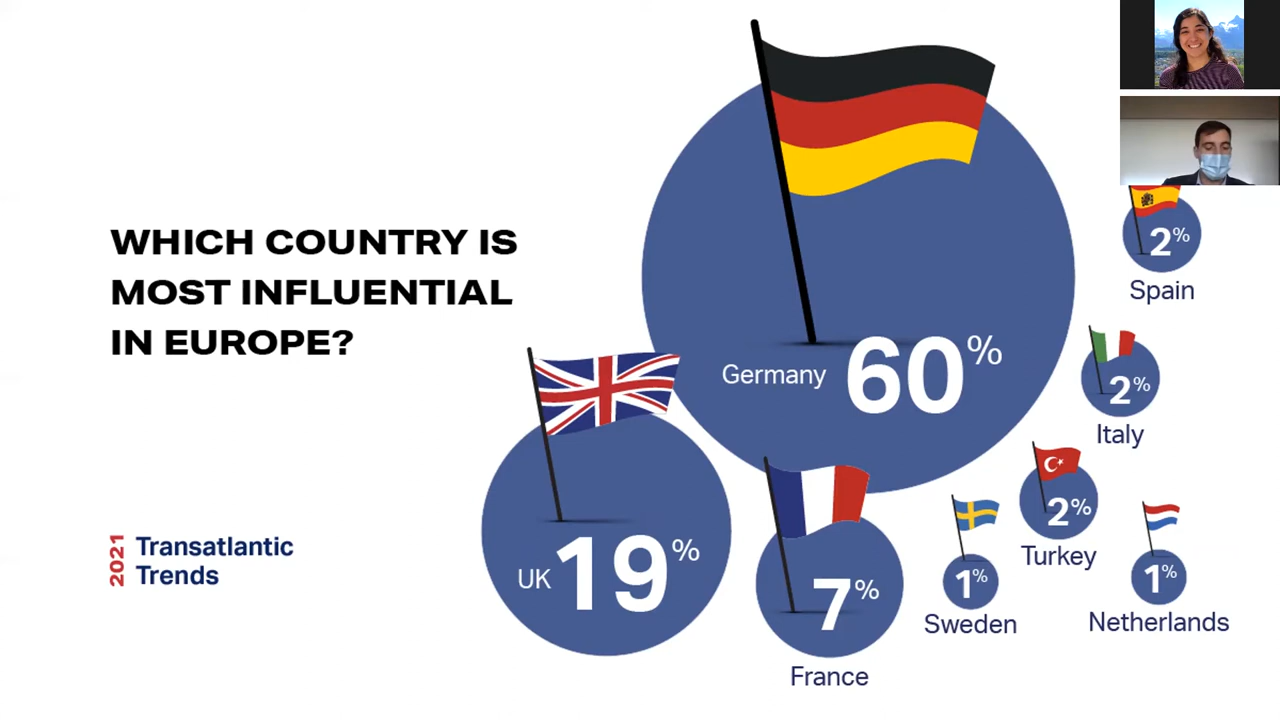 WHICH COUNTRY IS
MOST INFLUENTIAL
IN EUROPE?
2021
Transatlantic
Trends
Germany 60%
UK 19%
7%
France
2%
Spain
2%
Italy
2%
Turkey
1%
Sweden
1%
Netherlands